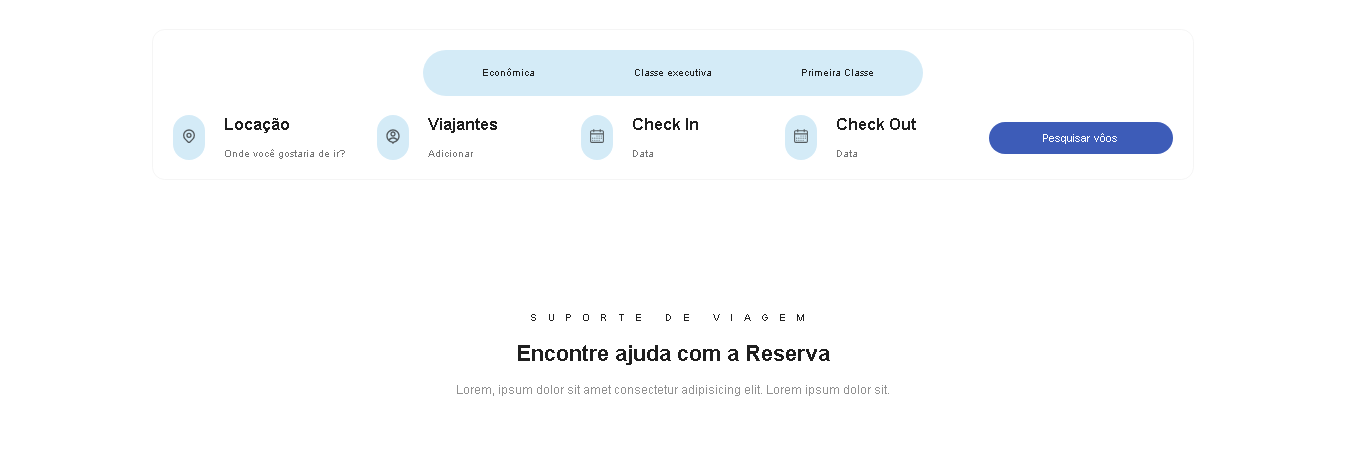 Econômica
Classe executiva
Primeira Classe
Locação
Onde você gostaria de ir?
Viajantes
Adicionar
Check In
Data
Check Out
Data
Pesquisar vôos
SUPORTE DE VIAGEM
Encontre ajuda com a Reserva
Lorem, ipsum dolor sit amet consectetur adipisicing elit. Lorem ipsum dolor sit.